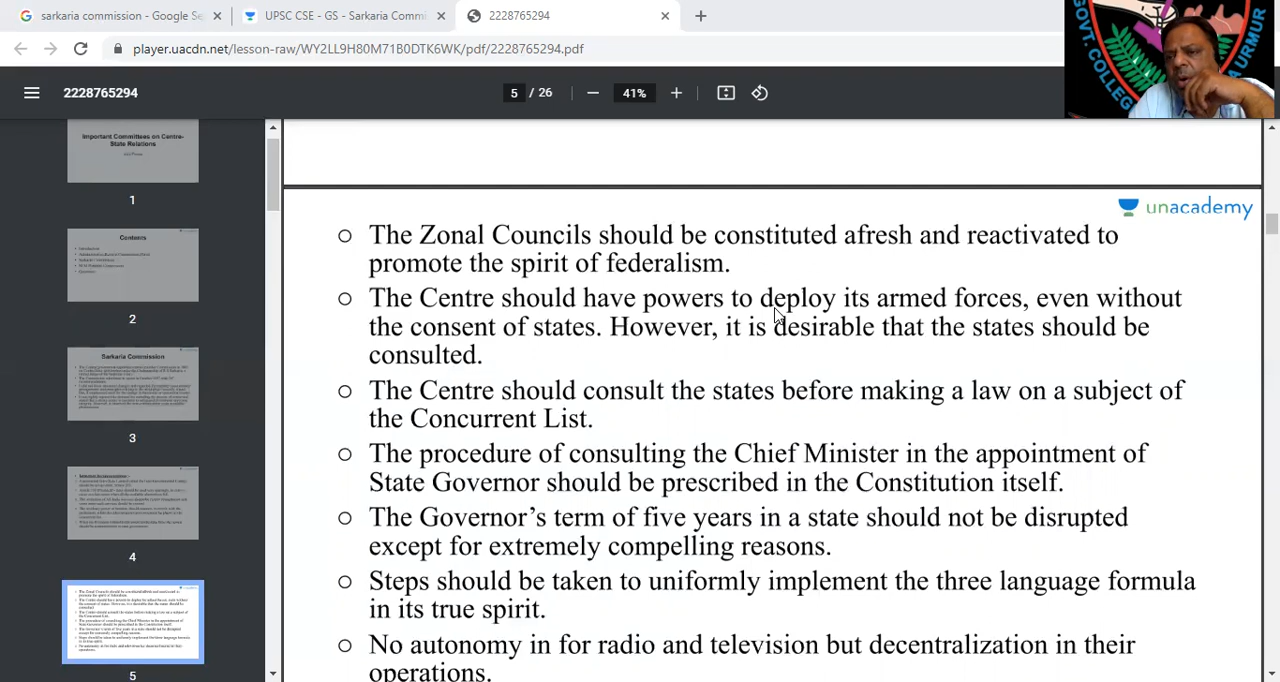 sarkaria commission - Google Se
UPSC CSE - GS - Sarkaria Commi
2228765294
player.uacdn.net/lesson-raw/WY2LL9H80M71B0DTK6WK/pdf/2228765294.pdf
2228765294
5 / 26
41%
GOVT. COLLEG
URMUR
Important Committees on Centre-
State Relations
1
Contents
2
Sarkaria Commission
3
4
5
unacademy
The Zonal Councils should be constituted afresh and reactivated to
promote the spirit of federalism.
The Centre should have powers to deploy its armed forces, even without
the consent of states. However, it is desirable that the states should be
consulted.
The Centre should consult the states before making a law on a subject of
the Concurrent List.
The procedure of consulting the Chief Minister in the appointment of
State Governor should be prescribed in the Constitution itself.
The Governor's term of five years in a state should not be disrupted
except for extremely compelling reasons.
Steps should be taken to uniformly implement the three language formula
in its true spirit.
No autonomy in for radio and television but decentralization in their
operations.